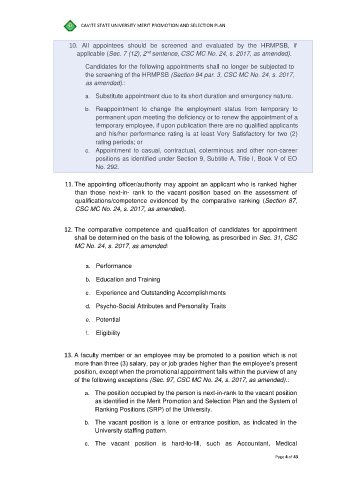 CAVITE STATE UNIVERSITY MERIT PROMOTION AND SELECTION PLAN
10. All appointees should be screened and evaluated by the HRMPSB, if
applicable (Sec. 7 (12), 2nd sentence, CSC MC No. 24, s. 2017, as amended).
Candidates for the following appointments shall no longer be subjected to
the screening of the HRMPSB (Section 94 par. 3, CSC MC No. 24, s. 2017,
as amended).:
a. Substitute appointment due to its short duration and emergency nature.
b. Reappointment to change the employment status from temporary to
permanent upon meeting the deficiency or to renew the appointment of a
temporary employee, if upon publication there are no qualified applicants
and his/her performance rating is at least Very Satisfactory for two (2)
rating periods; or
c. Appointment to casual, contractual, coterminous and other non-career
positions as identified under Section 9, Subtitle A, Title I, Book V of EO
No. 292.
11. The appointing officer/authority may appoint an applicant who is ranked higher
than those next-in- rank to the vacant position based on the assessment of
qualifications/competence evidenced by the comparative ranking (Section 87,
CSC MC No. 24, s. 2017, as amended).
12. The comparative competence and qualification of candidates for appointment
shall be determined on the basis of the following, as prescribed in Sec. 31, CSC
MC No. 24, s. 2017, as amended:
a. Performance
b. Education and Training
c. Experience and Outstanding Accomplishments
d. Psycho-Social Attributes and Personality Traits
e. Potential
f. Eligibility
13. A faculty member or an employee may be promoted to a position which is not
more than three (3) salary, pay or job grades higher than the employee's present
position, except when the promotional appointment falls within the purview of any
of the following exceptions (Sec. 97, CSC MC No. 24, s. 2017, as amended).:
a. The position occupied by the person is next-in-rank to the vacant position
as identified in the Merit Promotion and Selection Plan and the System of
Ranking Positions (SRP) of the University.
b. The vacant position is a lone or entrance position, as indicated in the
University staffing pattern.
c. The vacant position is hard-to-fill, such as Accountant, Medical
Page 4 of 45